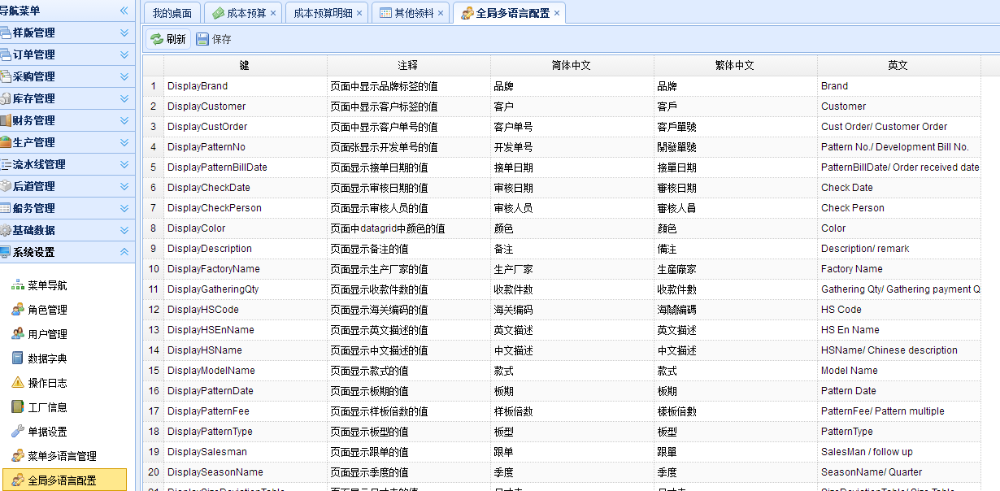 导航菜单
样版管理
订单管理
采购管理
库存管理
财务管理
生产管理
流水线管理
后道管理
船务管理
基础数据
系统设置
菜单导航
角色管理
用户管理
数据字典
操作日志
工厂信息
单据设置
菜单多语言管理
全局多语言配置
我的桌面 成本预算 成本预算明细 其他领料 全局多语言配置
刷新 保存
键 注释 简体中文 繁体中文 英文
1 DisplayBrand 页面中显示品牌标签的值 品牌 品牌 Brand
2 DisplayCustomer 页面中显示客户标签的值 客户 客戶 Customer
3 DisplayCustOrder 页面中显示客户单号的值 客户单号 客戶單號 Cust Order/ Customer Order
4 DisplayPatternNo 页面张显示开发单号的值 开发单号 開發單號 Pattern No./ Development Bill No.
5 DisplayPatternBillDate 页面显示接单日期的值 接单日期 接單日期 PatternBillDate/ Order received date
6 DisplayCheckDate 页面显示审核日期的值 审核日期 審核日期 Check Date
7 DisplayCheckPerson 页面显示审核人员的值 审核人员 審核人員 Check Person
8 DisplayColor 页面中datagrid中颜色的值 颜色 顔色 Color
9 DisplayDescription 页面显示备注的值 备注 備注 Description/ remark
10 DisplayFactoryName 页面显示生产厂家的值 生产厂家 生産廠家 Factory Name
11 DisplayGatheringQty 页面显示收款件数的值 收款件数 收款件數 Gathering Qty/ Gathering payment Q
12 DisplayHSCode 页面显示海关编码的值 海关编码 海關編碼 HS Code
13 DisplayHSEnName 页面显示英文描述的值 英文描述 英文描述 HS En Name
14 DisplayHSName 页面显示中文描述的值 中文描述 中文描述 HSName/ Chinese description
15 DisplayModelName 页面显示款式的值 款式 款式 Model Name
16 DisplayPatternDate 页面显示板期的值 板期 板期 Pattern Date
17 DisplayPatternFee 页面显示样板倍数的值 样板倍数 樣板倍數 PatternFee/ Pattern multiple
18 DisplayPatternType 页面显示板型的值 板型 板型 PatternType
19 DisplaySalesman 页面显示跟单的值 跟单 跟單 SalesMan / follow up
20 DisplaySeasonName 页面显示季度的值 季度 季度 SeasonName/ Quarter